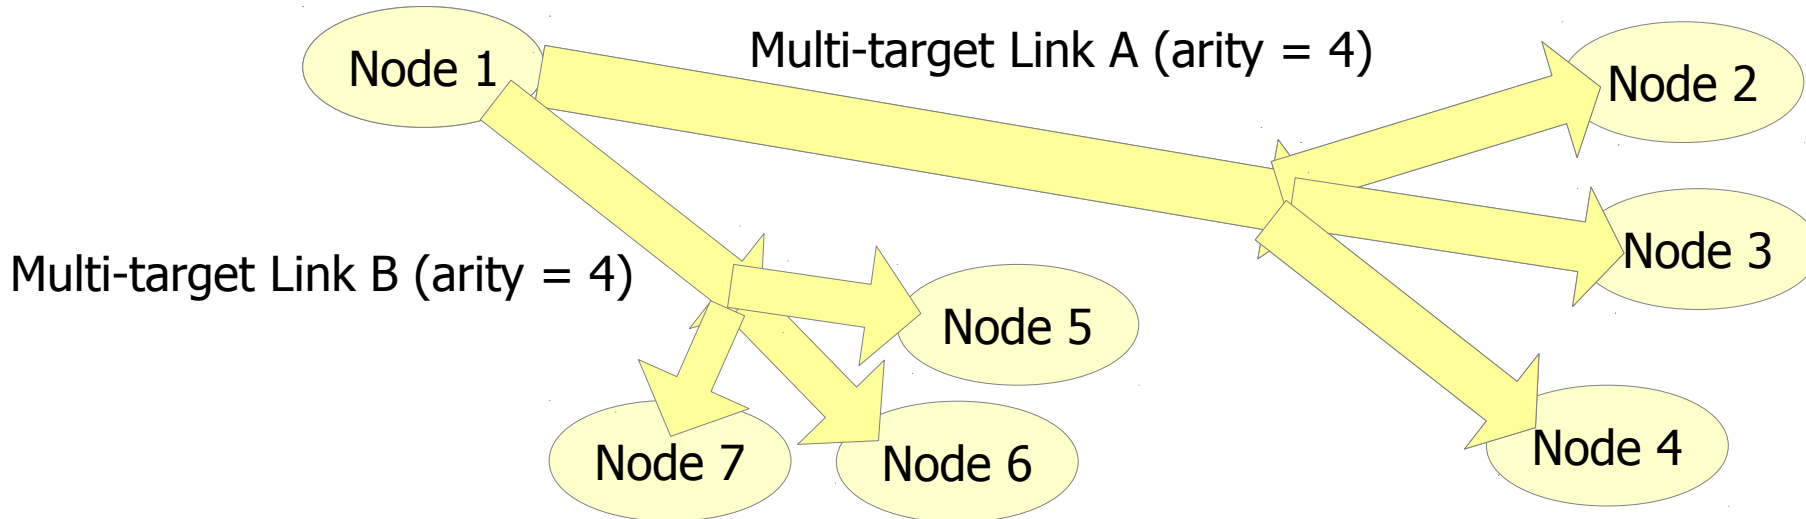 Node 1
Multi-target Link A (arity = 4)
Node 2
Node 3
Multi-target Link B (arity = 4)
Node 5
Node 4
Node 7
Node 6